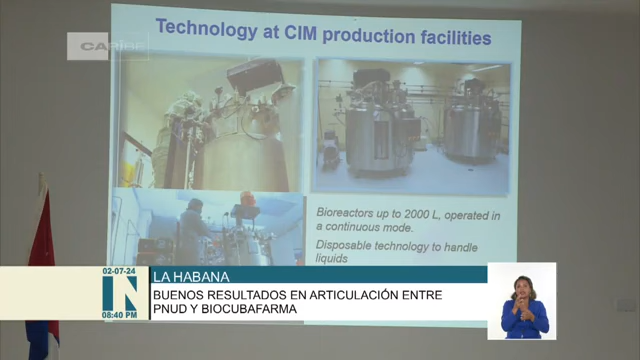 Technology at CIM production facilities
CARIBE
Bioreactors up to 2000 L, operated in
a continuous mode.
Disposable technology to handle
liquids
02-07-24
LA HABANA
IN
BUENOS RESULTADOS EN ARTICULACIÓN ENTRE
PNUD Y BIOCUBAFARMA
08:40 PM